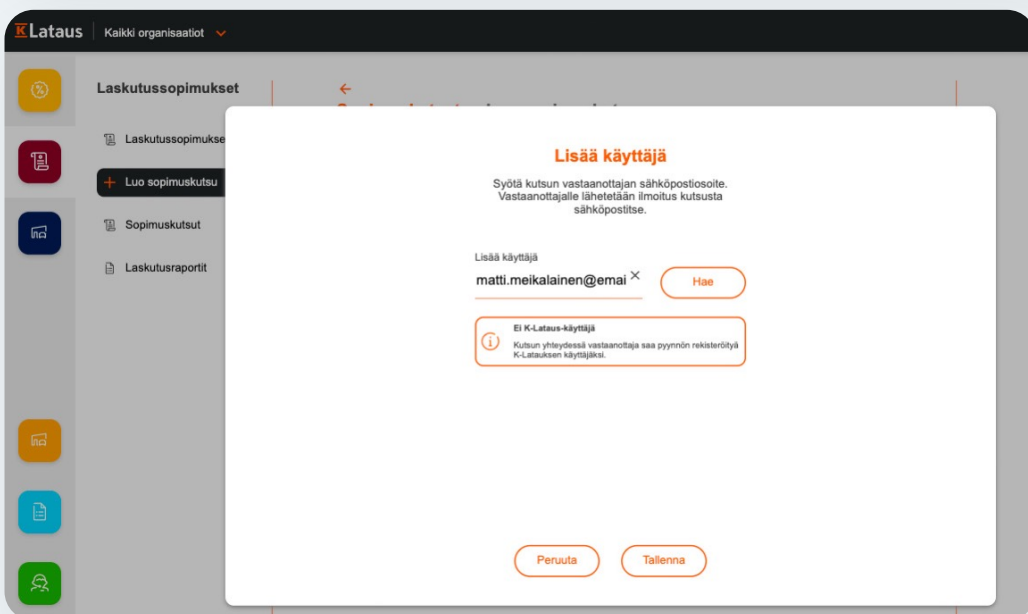 K Lataus
Kaikki organisaatiot
Laskutussopimukset
Laskutussopimukse
Luo sopimuskutsu
Sopimuskutsut
Laskutusraportit
Lisää käyttäjä
Syötä kutsun vastaanottajan sähköpostiosoite.
Vastaanottajalle lähetetään ilmoitus kutsusta
sähköpostitse.
Lisää käyttäjä
matti.meikalainen@emai
Hae
Ei K-Lataus-käyttäjä
Kutsun yhteydessä vastaanottaja saa pyynnön rekisteröityä
K-Latauksen käyttäjäksi.
Peruuta
Tallenna